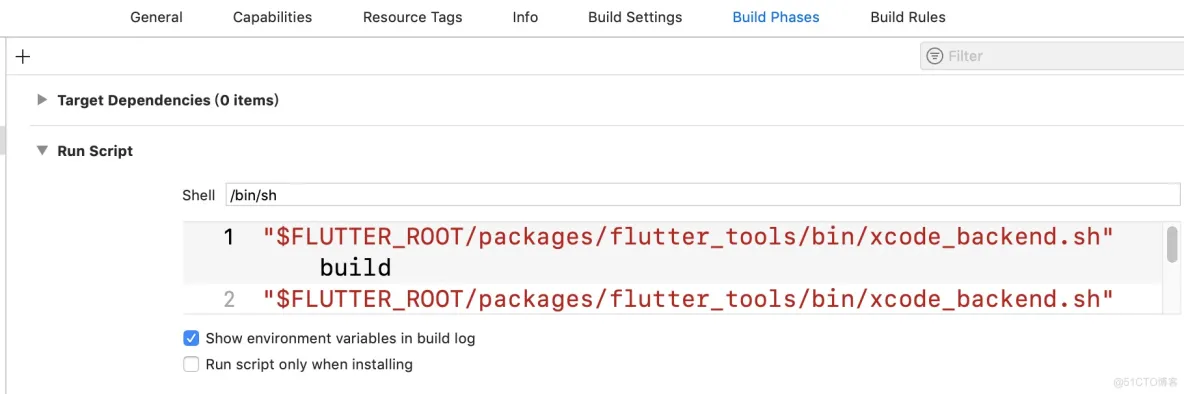 General Capabilities Resource Tags Info Build Settings Build Phases Build Rules
+ Filter
Target Dependencies (0 items)
Run Script
Shell /bin/sh
1 "$FLUTTER_ROOT/packages/flutter_tools/bin/xcode_backend.sh"
build
2 "$FLUTTER_ROOT/packages/flutter_tools/bin/xcode_backend.sh"
Show environment variables in build log
Run script only when installing
@51CTO博客